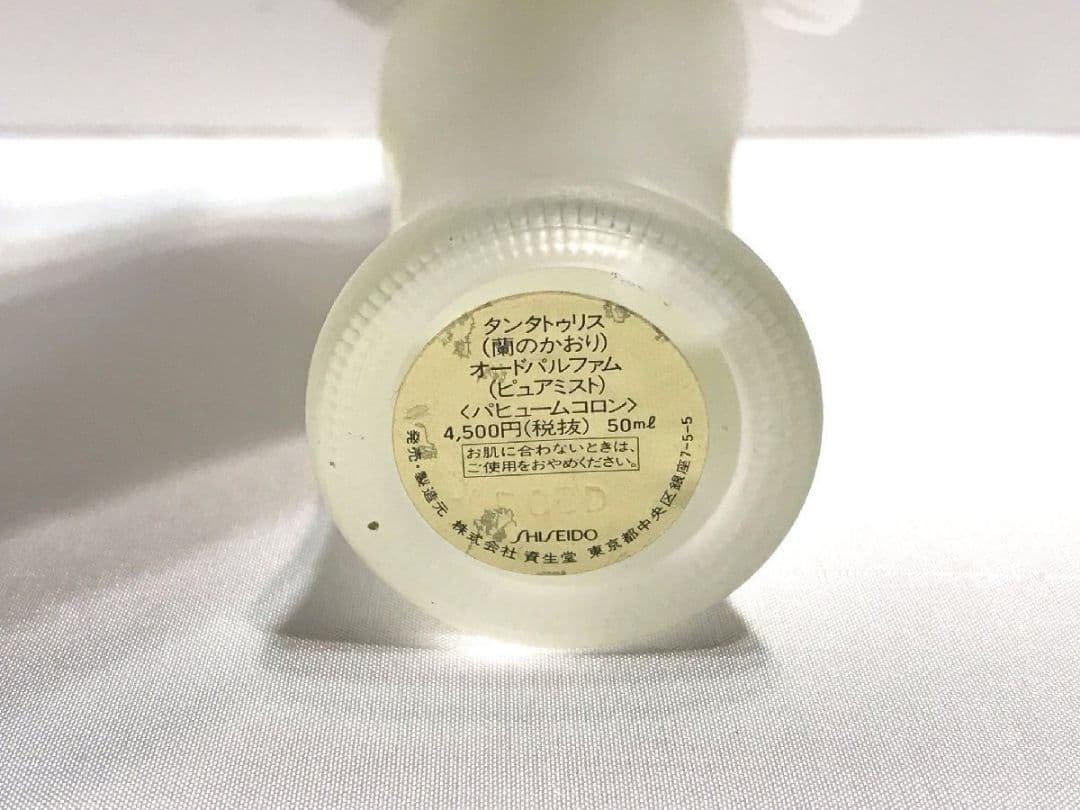 タンタトゥリス
(蘭のかおり)
オードパルファム
(ピュアミスト)
〈パヒュームコロン〉
4,500円(税抜) 50ml
お肌に合わないときは、
ご使用をおやめください。
SHISEIDO
発売・製造元 株式会社 資生堂 東京都中央区銀座7-5-5